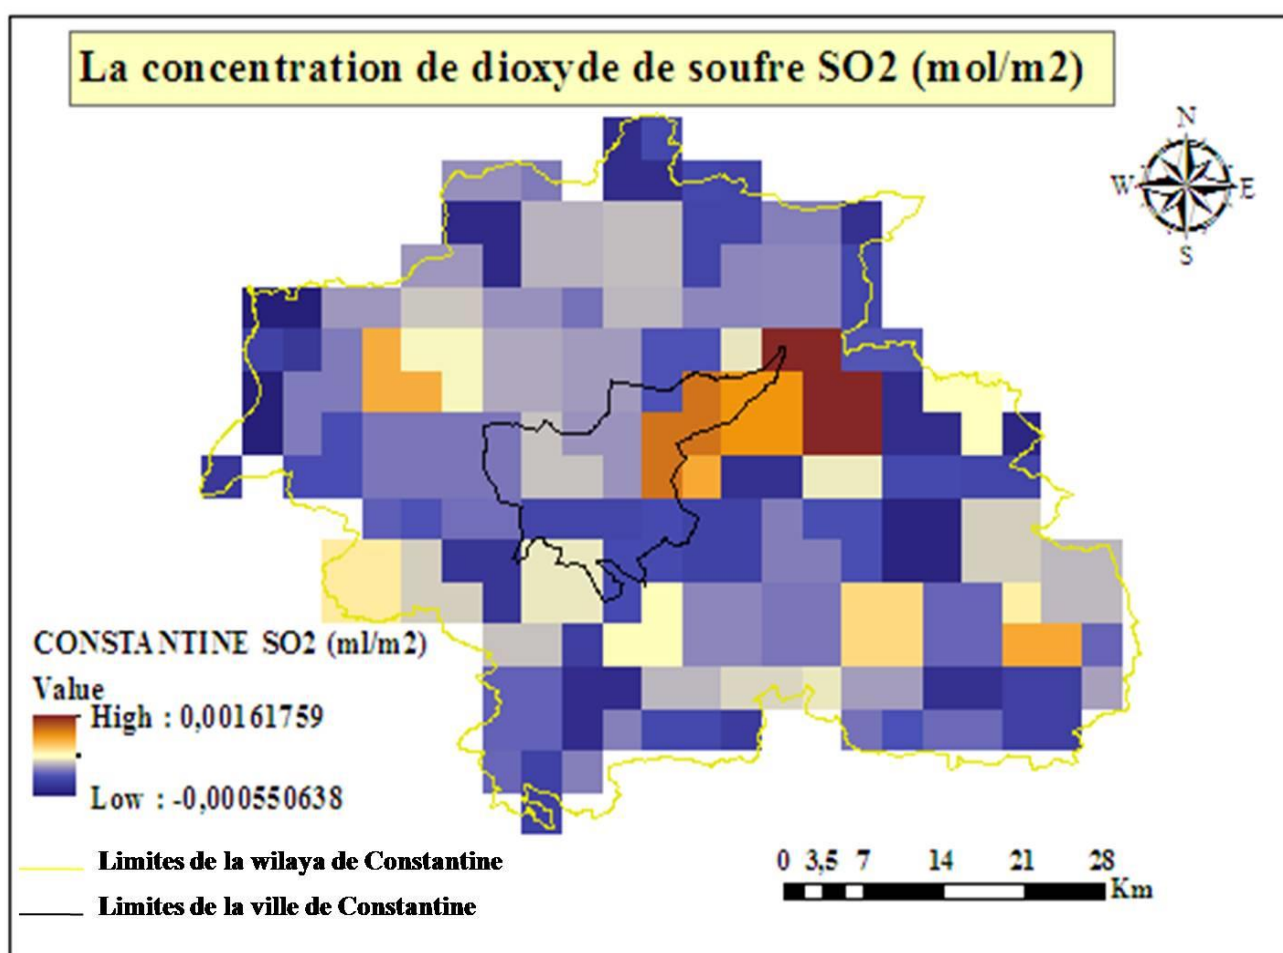 La concentration de dioxyde de soufre SO2 (mol/m2)
N
W E
S
CONSTANTINE SO2 (ml/m2)
Value
High : 0,00161759
Low : -0,000550638
Limites de la wilaya de Constantine
Limites de la ville de Constantine
0 3,5 7 14 21 28
Km